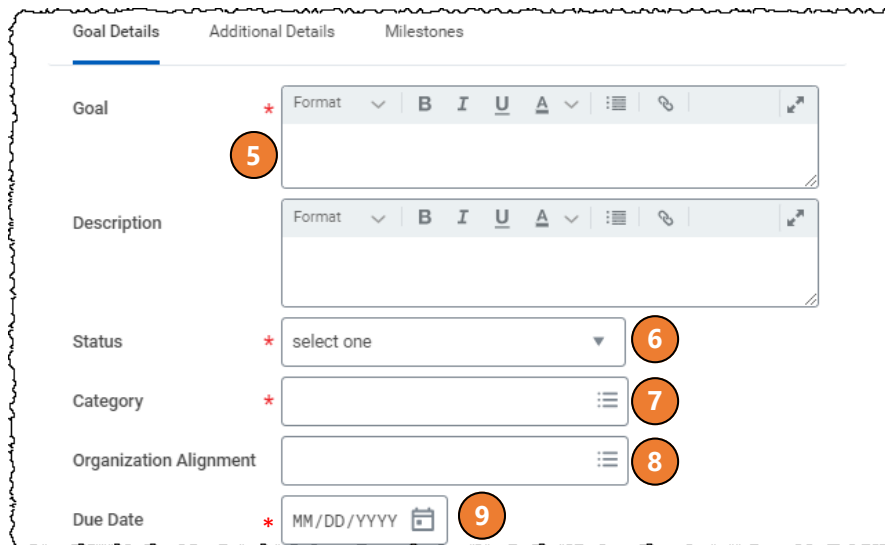 Goal Details Additional Details Milestones
Goal * Format B I U A
5
Description Format B I U A
Status * select one 6
Category * 7
Organization Alignment 8
Due Date * MM/DD/YYYY 9